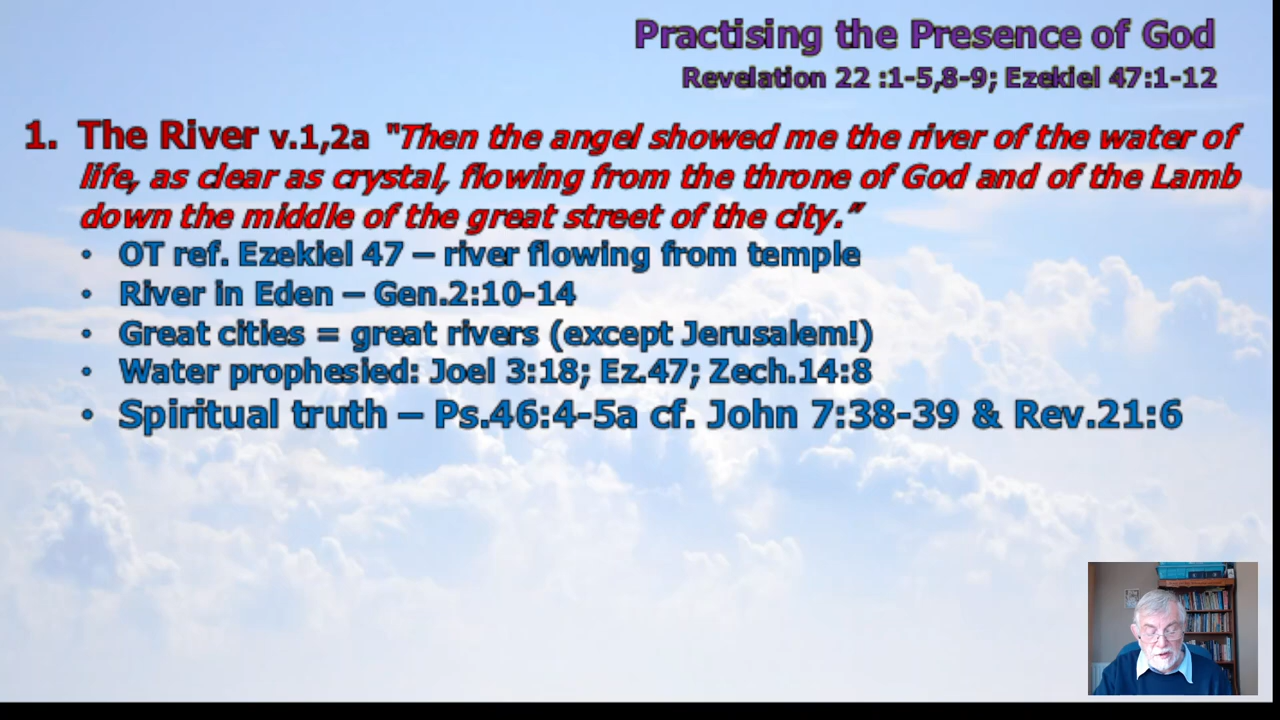 Practising the Presence of God
Revelation 22 :1-5,8-9; Ezekiel 47:1-12
1. The River v.1,2a “Then the angel showed me the river of the water of
life, as clear as crystal, flowing from the throne of God and of the Lamb
down the middle of the great street of the city.”
• OT ref. Ezekiel 47 – river flowing from temple
• River in Eden – Gen.2:10-14
• Great cities = great rivers (except Jerusalem!)
• Water prophesied: Joel 3:18; Ez.47; Zech.14:8
• Spiritual truth – Ps.46:4-5a cf. John 7:38-39 & Rev.21:6